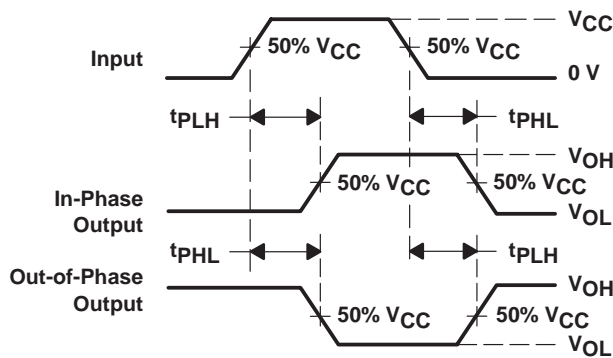 VCC
Input
50% VCC
50% VCC
0 V
tPLH
tPHL
VOH
In-Phase
Output
50% VCC
50% VCC
VOL
tPHL
tPLH
Out-of-Phase
Output
VOH
50% VCC
50% VCC
VOL